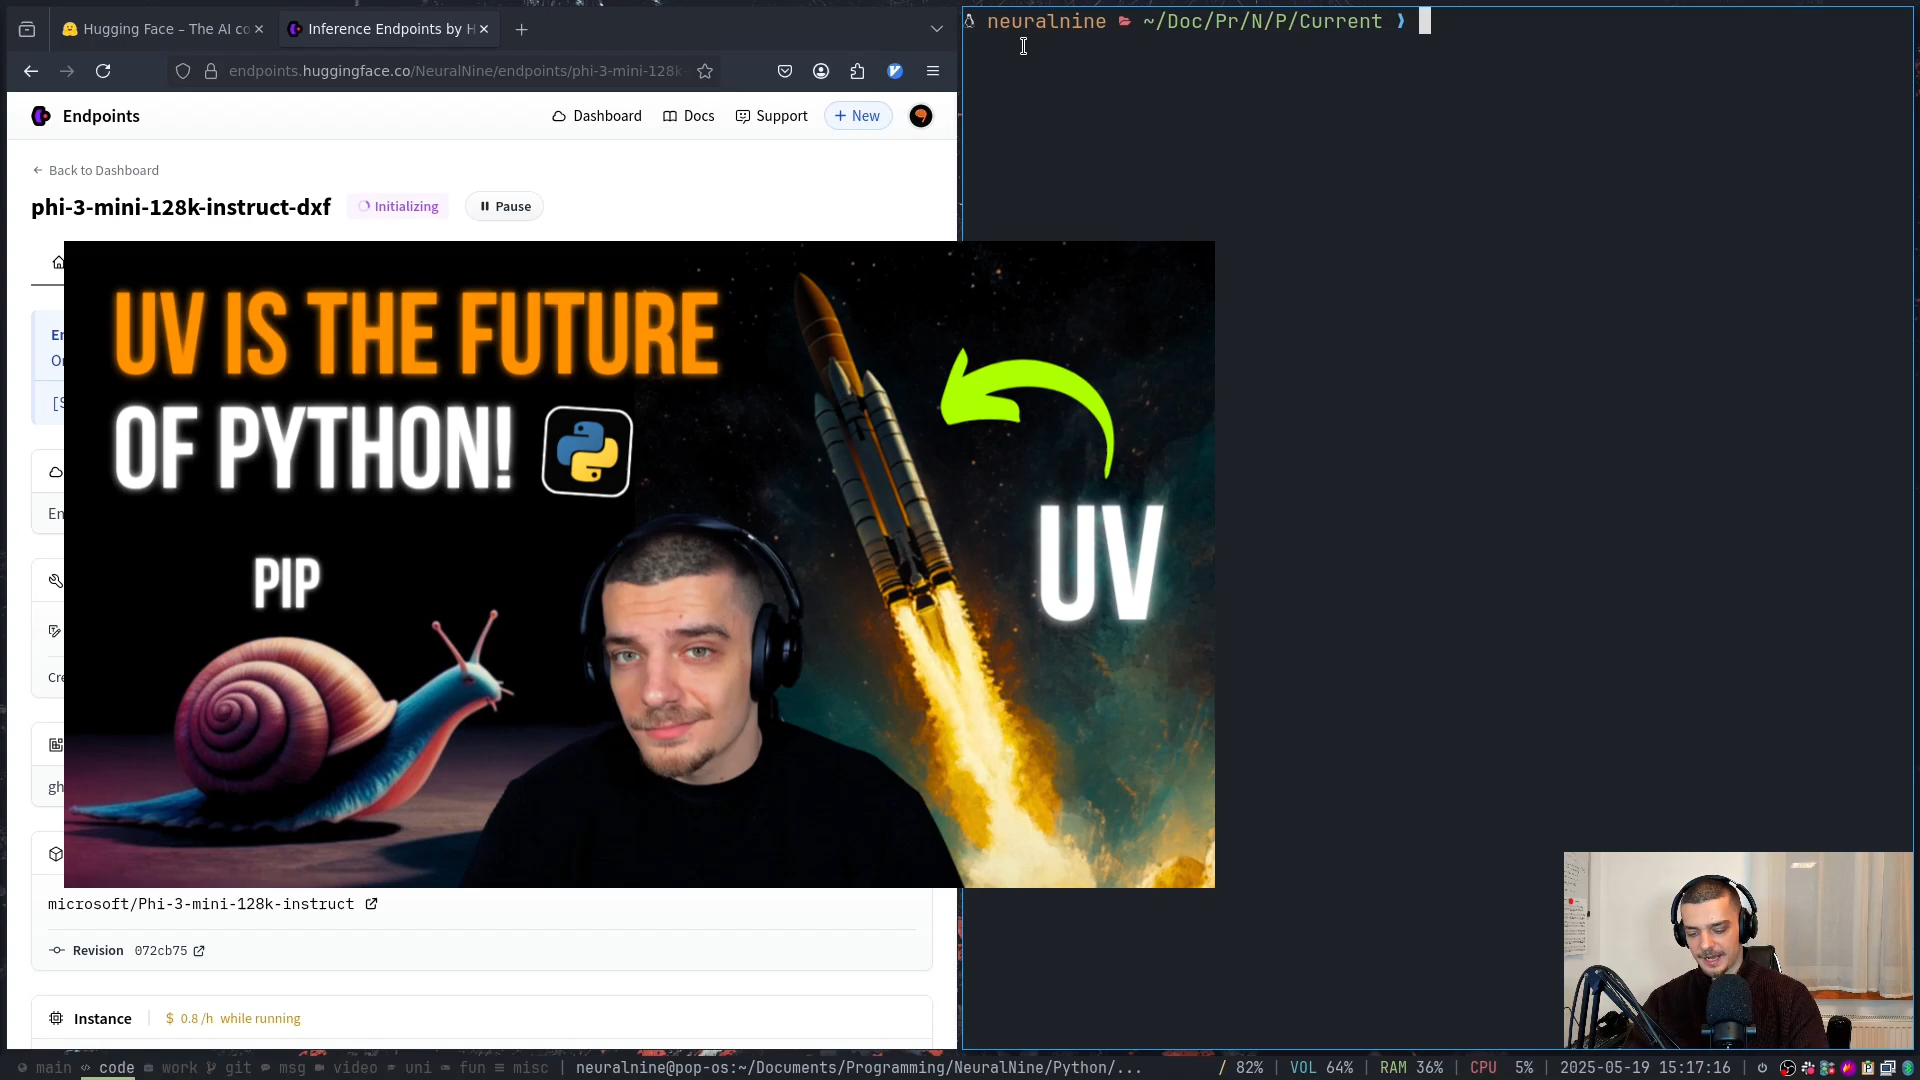 Hugging Face – The AI co
Inference Endpoints by H
endpoints.huggingface.co/NeuralNine/endpoints/phi-3-mini-128k
Endpoints
Dashboard
Docs
Support
+ New
← Back to Dashboard
phi-3-mini-128k-instruct-dxf
Initializing
Pause
UV IS THE FUTURE
OF PYTHON!
PIP
UV
microsoft/Phi-3-mini-128k-instruct
Revision 072cb75
Instance
$ 0.8 /h while running
neuralnine ~/Doc/Pr/N/P/Current ❯
main code work git msg video uni fun misc | neuralnine@pop-os:~/Documents/Programming/NeuralNine/Python/... / 82% | VOL 64% | RAM 36% | CPU 5% | 2025-05-19 15:17:16 |